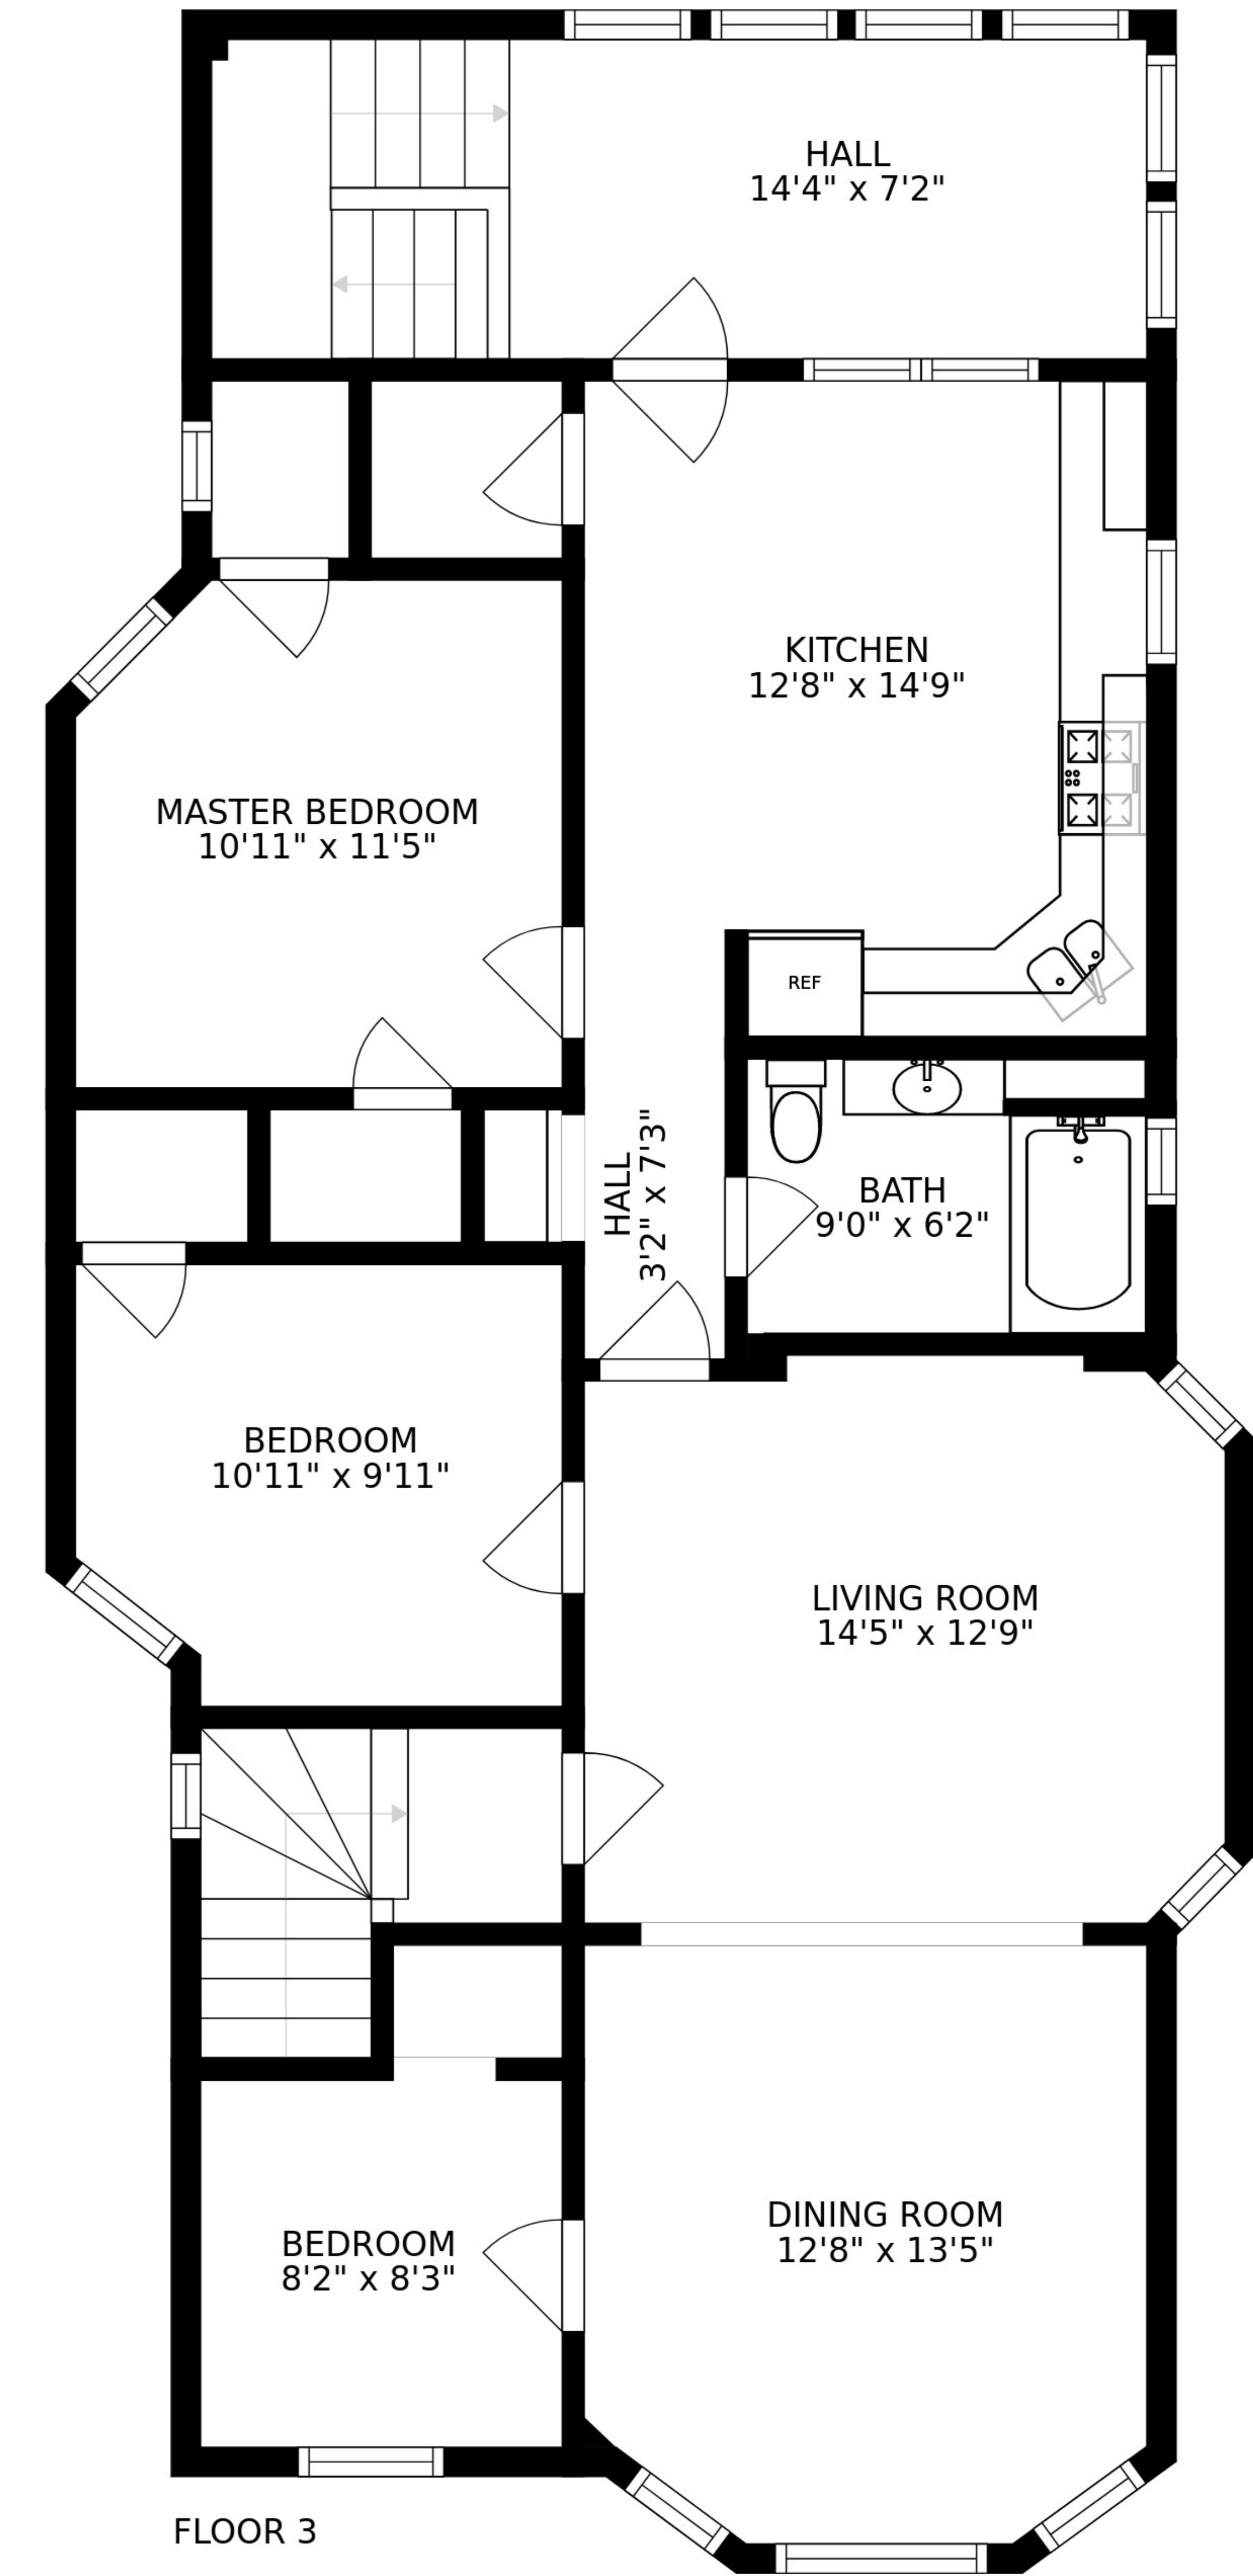 HALL
14'4" x 7'2"
KITCHEN
12'8" x 14'9"
MASTER BEDROOM
10'11" x 11'5"
REF
HALL
3'2" x 7'3"
BATH
9'0" x 6'2"
BEDROOM
10'11" x 9'11"
LIVING ROOM
14'5" x 12'9"
DINING ROOM
12'8" x 13'5"
BEDROOM
8'2" x 8'3"
FLOOR 3